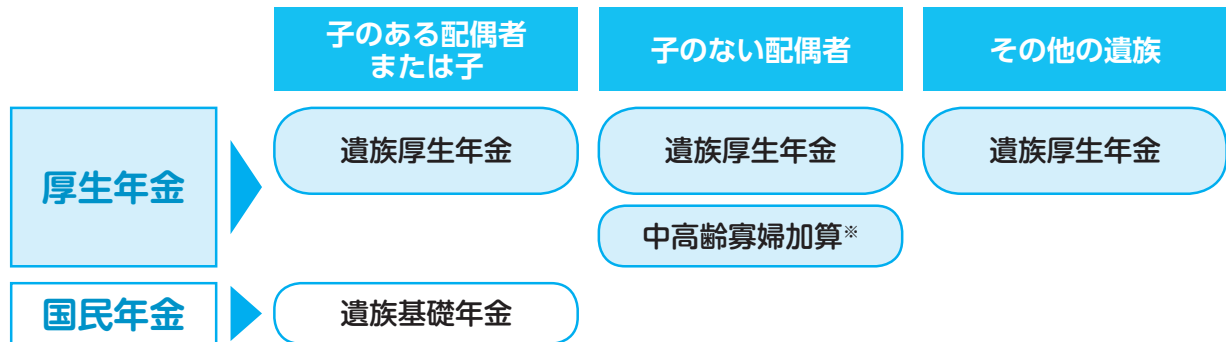 子のある配偶者
または子
子のない配偶者
その他の遺族
厚生年金
遺族厚生年金
遺族厚生年金
遺族厚生年金
中高齢寡婦加算※
国民年金
遺族基礎年金